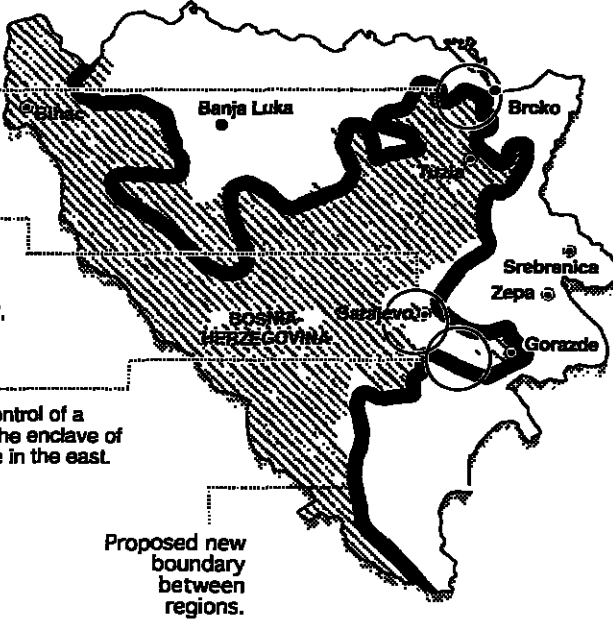 Bihac
Banja Luka
Brcko
Tuzla
Srebranica
Zepa
BOSNIA-
HERZEGOVINA
Sarajevo
Gorazde
ontrol of a
he enclave of
e in the east.
Proposed new
boundary
between
regions.